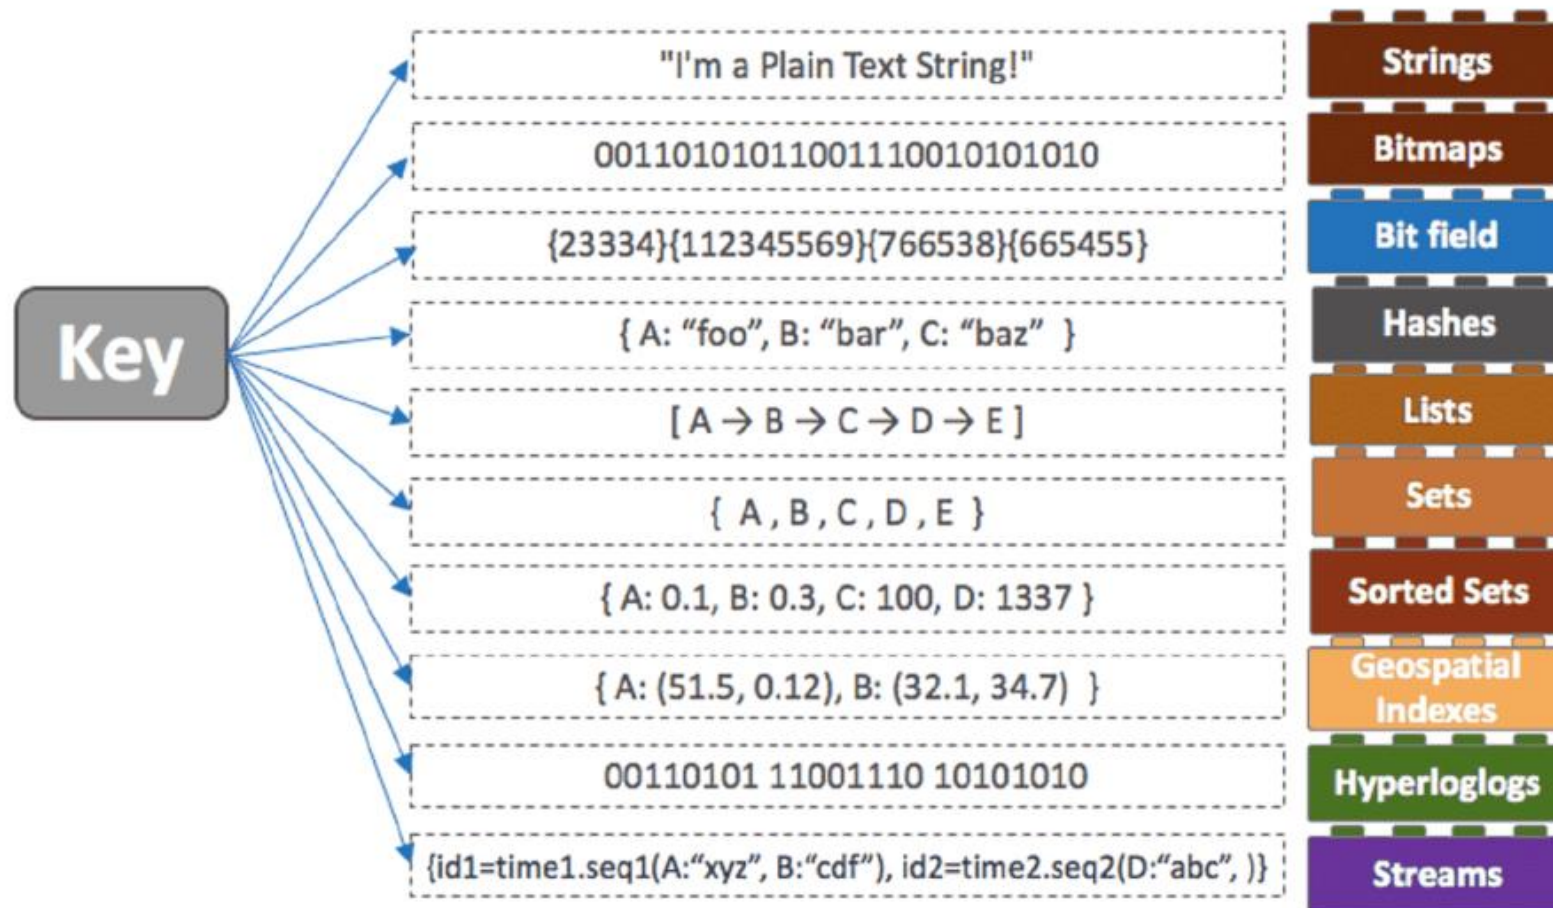 Key
"I'm a Plain Text String!"
Strings
00110101011001110010101010
Bitmaps
{23334}{112345569}{766538}{665455}
Bit field
{ A: “foo”, B: “bar”, C: “baz” }
Hashes
[ A → B → C → D → E ]
Lists
{ A , B , C , D , E }
Sets
{ A: 0.1, B: 0.3, C: 100, D: 1337 }
Sorted Sets
{ A: (51.5, 0.12), B: (32.1, 34.7) }
Geospatial
Indexes
00110101 11001110 10101010
Hyperloglogs
{id1=time1.seq1(A:“xyz”, B:“cdf”), id2=time2.seq2(D:“abc”, )}
Streams